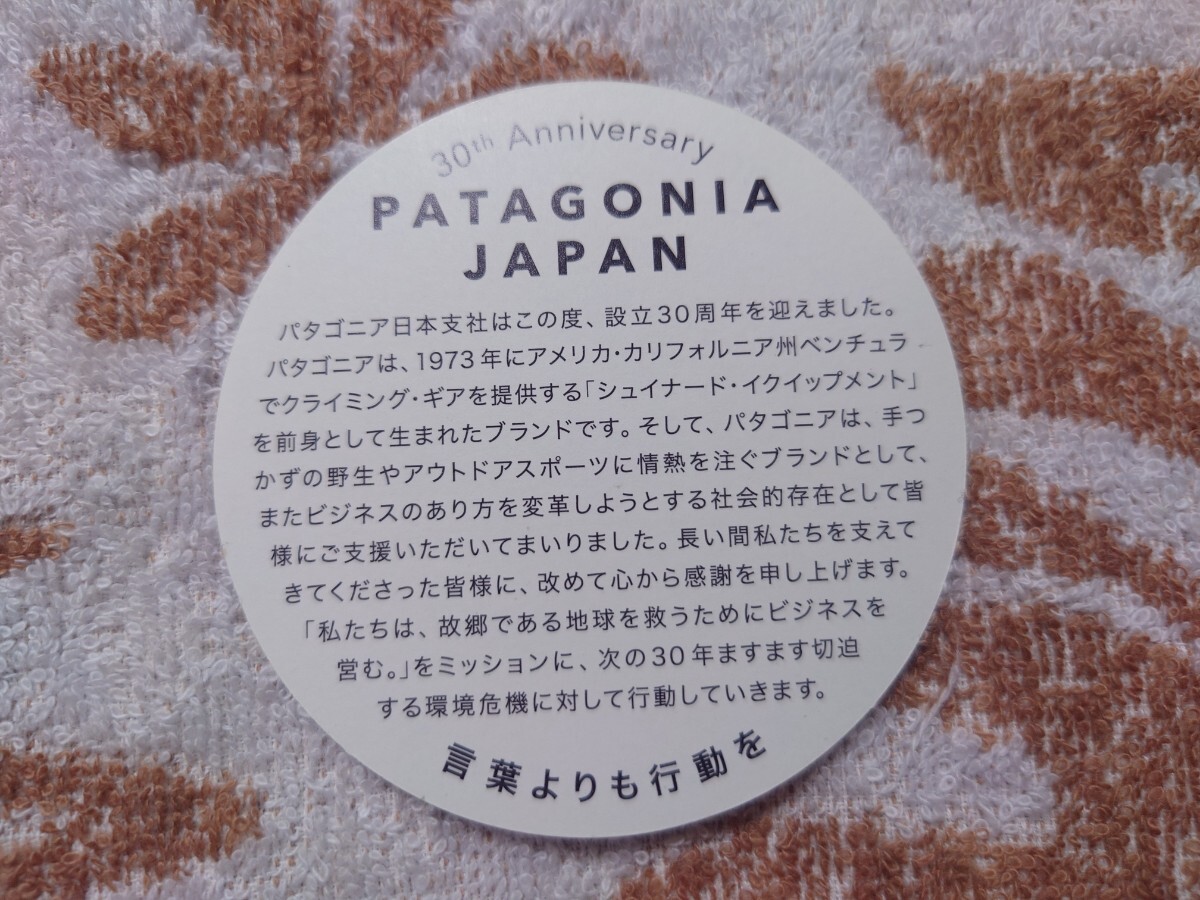 30th Anniversary
PATAGONIA
JAPAN
パタゴニア日本支社はこの度、設立30周年を迎えました。
パタゴニアは、1973年にアメリカ・カリフォルニア州ベンチュラ
でクライミング・ギアを提供する「シュイナード・イクイップメント」
を前身として生まれたブランドです。そして、パタゴニアは、手つ
かずの野生やアウトドアスポーツに情熱を注ぐブランドとして、
またビジネスのあり方を変革しようとする社会的存在として皆
様にご支援いただいてまいりました。長い間私たちを支えて
きてくださった皆様に、改めて心から感謝を申し上げます。
「私たちは、故郷である地球を救うためにビジネスを
営む。」をミッションに、次の30年ますます切迫
する環境危機に対して行動していきます。
言葉よりも行動を